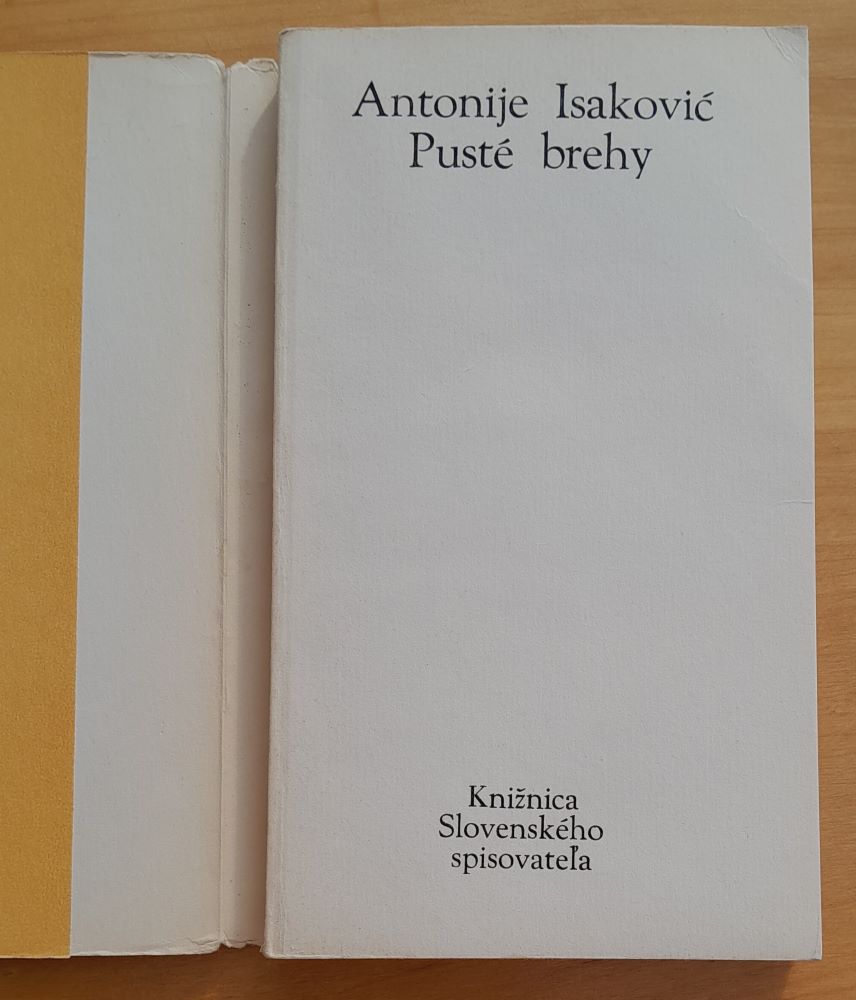 Antonije Isaković
Pusté brehy
Knižnica
Slovenského
spisovateľa